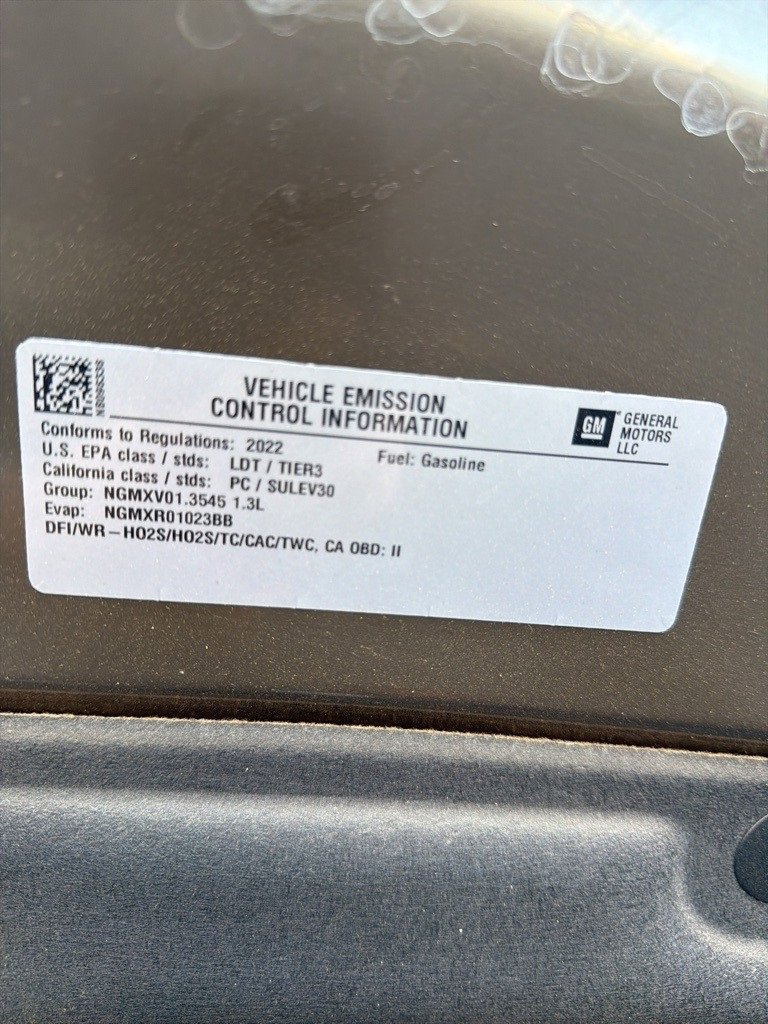 VEHICLE EMISSION
CONTROL INFORMATION
GM
GENERAL
MOTORS
LLC
Conforms to Regulations: 2022
Fuel: Gasoline
U.S. EPA class / stds: LDT / TIER3
California class / stds: PC / SULEV30
Group: NGMXV01.3545 1.3L
Evap: NGMXR01023BB
DFI/WR-HO2S/HO2S/TC/CAC/TWC, CA OBD: II